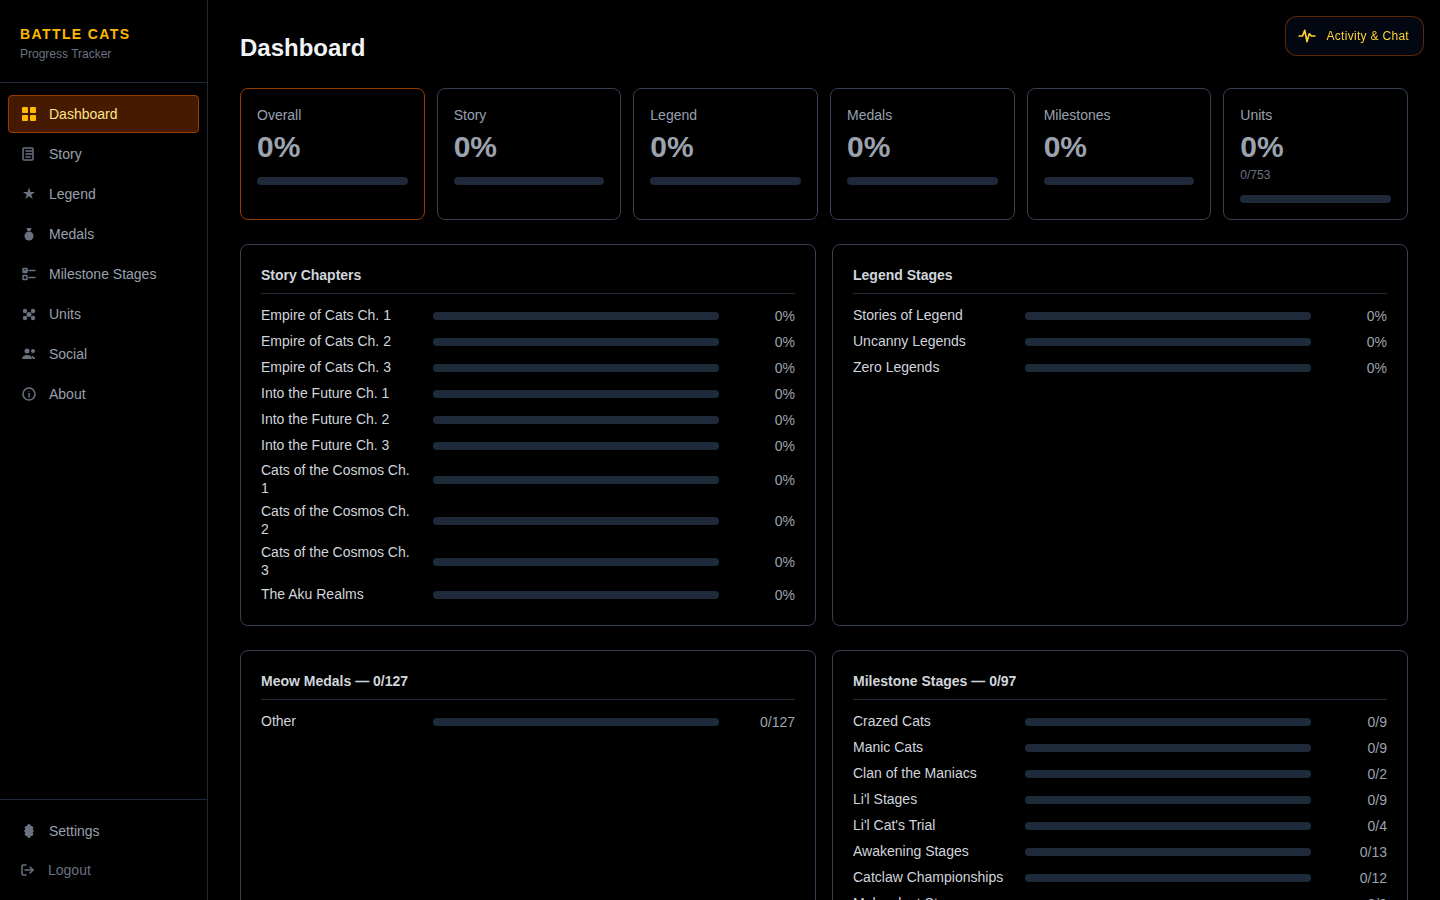 BATTLE CATS
Progress Tracker
Dashboard
Story
Legend
Medals
Milestone Stages
Units
Social
About
Settings
Logout
Dashboard
Activity & Chat
Overall
0%
Story
0%
Legend
0%
Medals
0%
Milestones
0%
Units
0%
0/753
Story Chapters
Empire of Cats Ch. 1 0%
Empire of Cats Ch. 2 0%
Empire of Cats Ch. 3 0%
Into the Future Ch. 1 0%
Into the Future Ch. 2 0%
Into the Future Ch. 3 0%
Cats of the Cosmos Ch.
1 0%
Cats of the Cosmos Ch.
2 0%
Cats of the Cosmos Ch.
3 0%
The Aku Realms 0%
Legend Stages
Stories of Legend 0%
Uncanny Legends 0%
Zero Legends 0%
Meow Medals — 0/127
Other 0/127
Milestone Stages — 0/97
Crazed Cats 0/9
Manic Cats 0/9
Clan of the Maniacs 0/2
Li'l Stages 0/9
Li'l Cat's Trial 0/4
Awakening Stages 0/13
Catclaw Championships 0/12